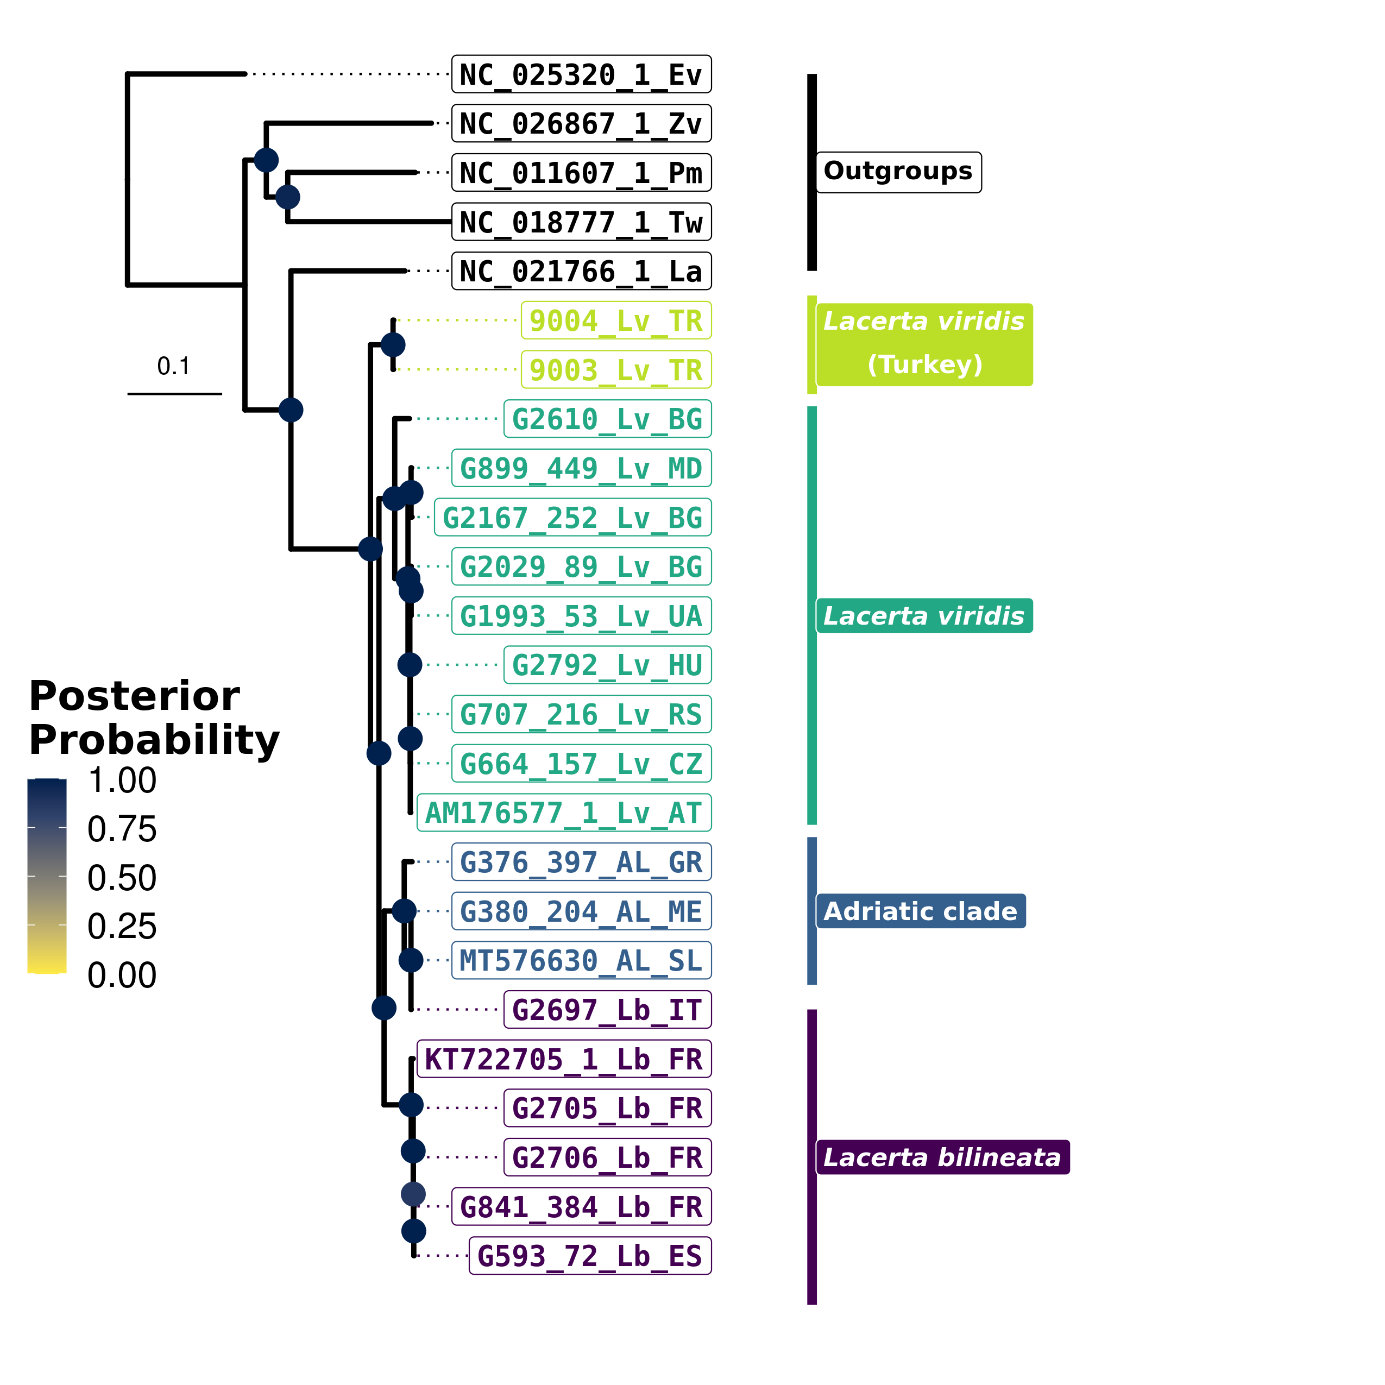 NC_025320_1_Ev
NC_026867_1_Zv
NC_011607_1_Pm
NC_018777_1_Tw
NC_021766_1_La
9004_Lv_TR
9003_Lv_TR
G2610_Lv_BG
G899_449_Lv_MD
G2167_252_Lv_BG
G2029_89_Lv_BG
G1993_53_Lv_UA
G2792_Lv_HU
G707_216_Lv_RS
G664_157_Lv_CZ
AM176577_1_Lv_AT
G376_397_AL_GR
G380_204_AL_ME
MT576630_AL_SL
G2697_Lb_IT
KT722705_1_Lb_FR
G2705_Lb_FR
G2706_Lb_FR
G841_384_Lb_FR
G593_72_Lb_ES
Outgroups
Lacerta viridis
(Turkey)
Lacerta viridis
Adriatic clade
Lacerta bilineata
0.1
Posterior
Probability
1.00
0.75
0.50
0.25
0.00